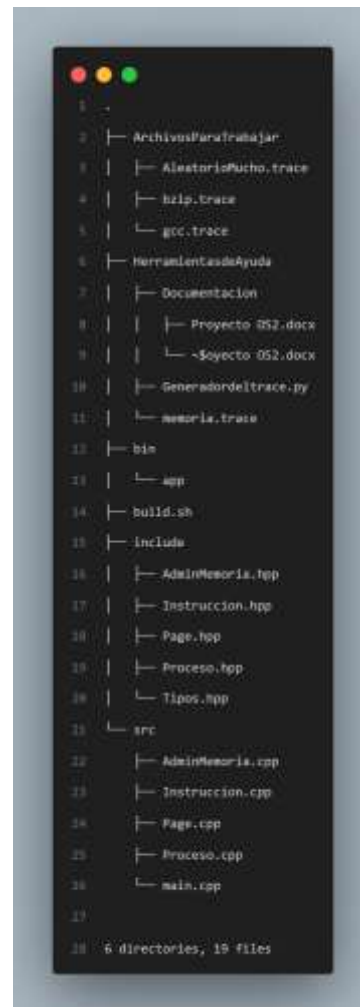 1 .
2 ├── ArchivosParaTrabajar
3 │   ├── AleatorioMucho.trace
4 │   ├── bzip.trace
5 │   └── gcc.trace
6 ├── HerramientasdeAyuda
7 │   ├── Documentacion
8 │   │   ├── Proyecto OS2.docx
9 │   │   └── ~$oyecto OS2.docx
10 │   ├── Generadordeltrace.py
11 │   └── memoria.trace
12 ├── bin
13 │   └── app
14 ├── build.sh
15 ├── include
16 │   ├── AdminMemoria.hpp
17 │   ├── Instruccion.hpp
18 │   ├── Page.hpp
19 │   ├── Proceso.hpp
20 │   └── Tipos.hpp
21 └── src
22     ├── AdminMemoria.cpp
23     ├── Instruccion.cpp
24     ├── Page.cpp
25     ├── Proceso.cpp
26     └── main.cpp
27
28 6 directories, 19 files